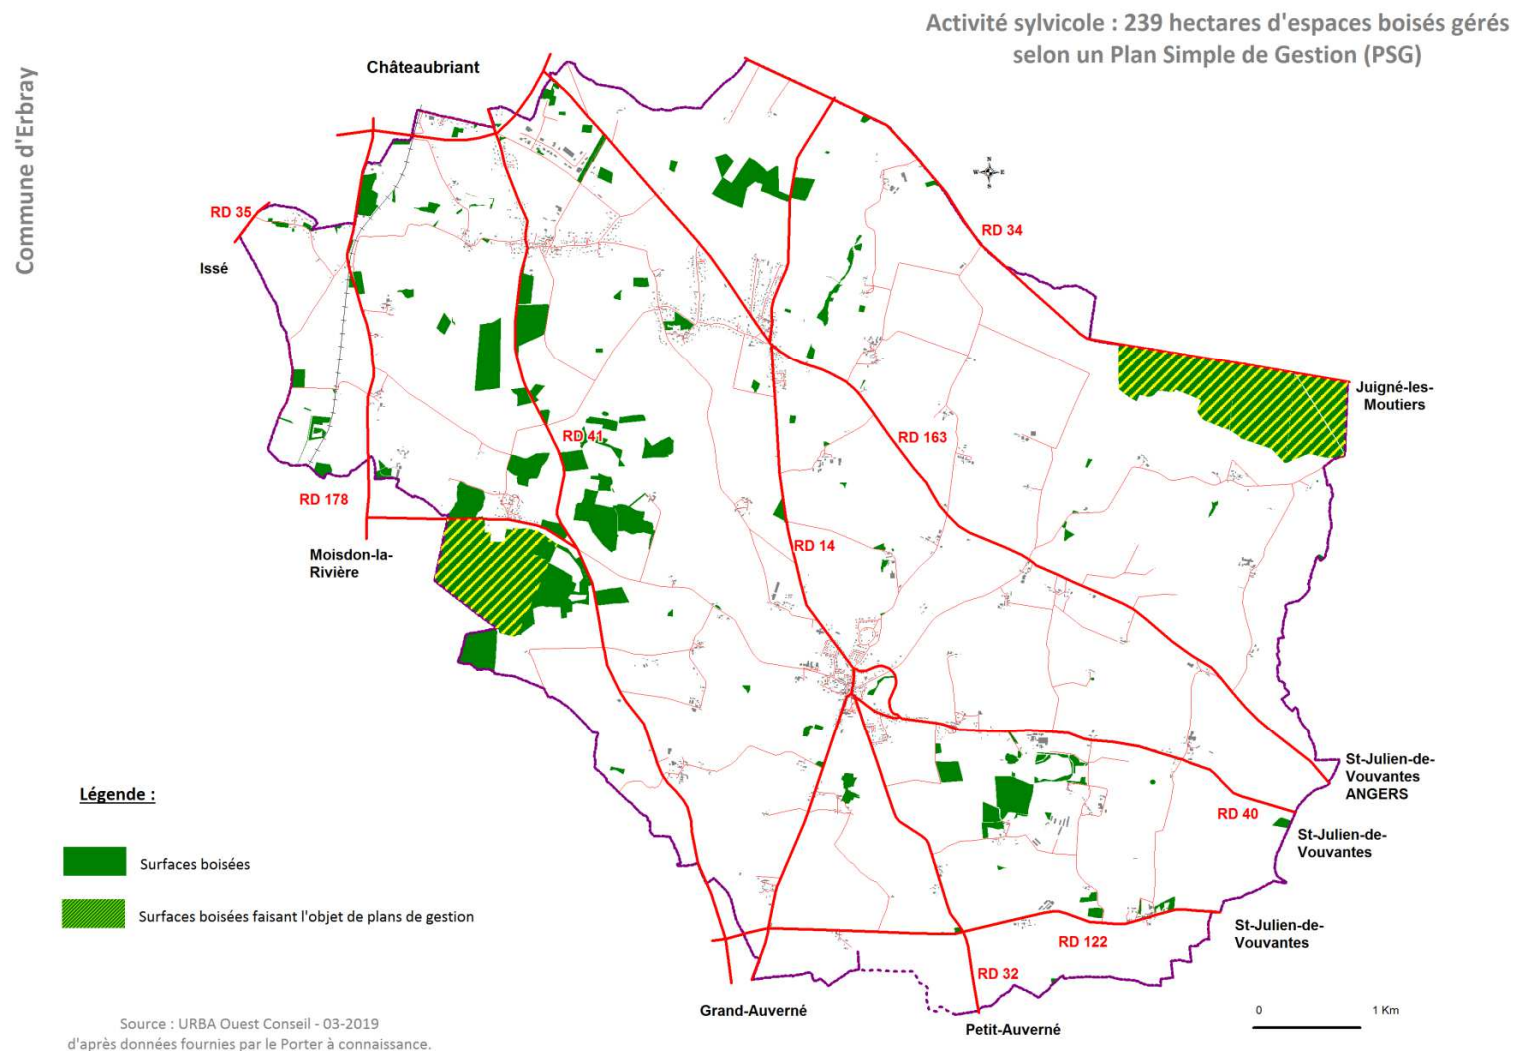 Activité sylvicole : 239 hectares d'espaces boisés gérés
selon un Plan Simple de Gestion (PSG)
Commune d'Erbray
Châteaubriant
N
W
E
S
RD 35
RD 34
Issé
Juigné-les-
Moutiers
RD 41
RD 163
RD 178
RD 14
Moisdon-la-
Rivière
St-Julien-de-
Vouvantes
ANGERS
Légende :
RD 40
St-Julien-de-
Vouvantes
Surfaces boisées
Surfaces boisées faisant l'objet de plans de gestion
St-Julien-de-
Vouvantes
RD 122
RD 32
Grand-Auverné
0
1 Km
Petit-Auverné
Source : URBA Ouest Conseil - 03-2019
d'après données fournies par le Porter à connaissance.